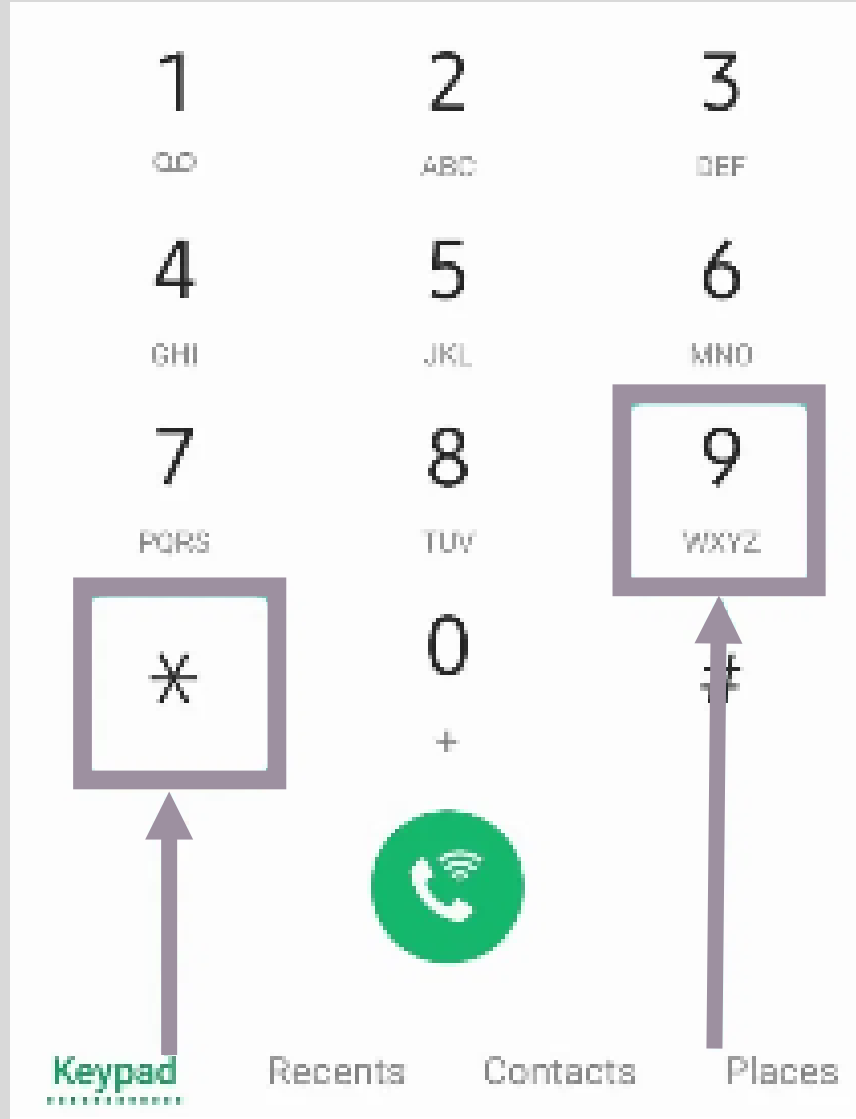 1 2 3
ABC DEF
4 5 6
GHI JKL MNO
7 8 9
PQRS TUV WXYZ
* 0 #
+
Keypad Recents Contacts Places